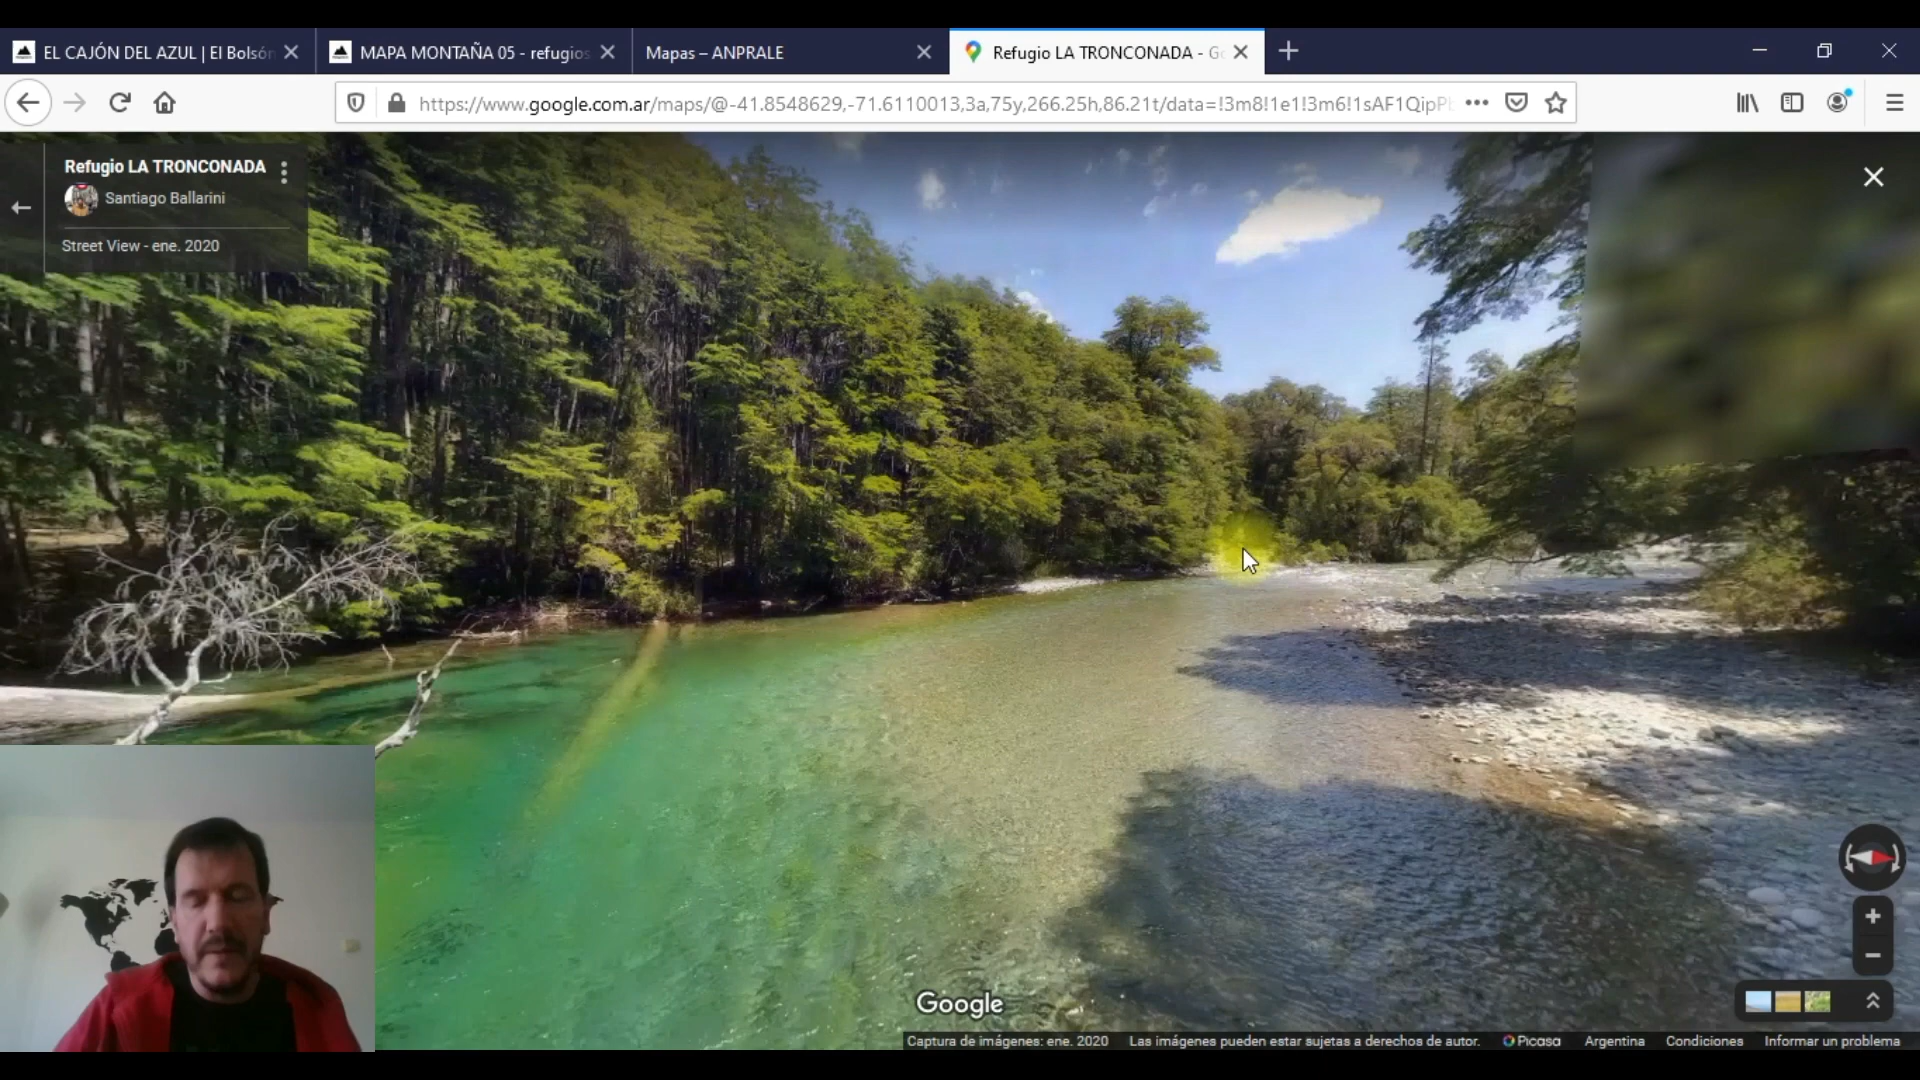 EL CAJÓN DEL AZUL | El Bolsón
MAPA MONTAÑA 05 - refugios
Mapas – ANPRALE
Refugio LA TRONCONADA - Go
https://www.google.com.ar/maps/@-41.8548629,-71.6110013,3a,75y,266.25h,86.21t/data=!3m8!1e1!3m6!1sAF1QipP
Refugio LA TRONCONADA
Santiago Ballarini
Street View - ene. 2020
Google
Captura de imágenes: ene. 2020 Las imágenes pueden estar sujetas a derechos de autor. Picasa Argentina Condiciones Informar un problema